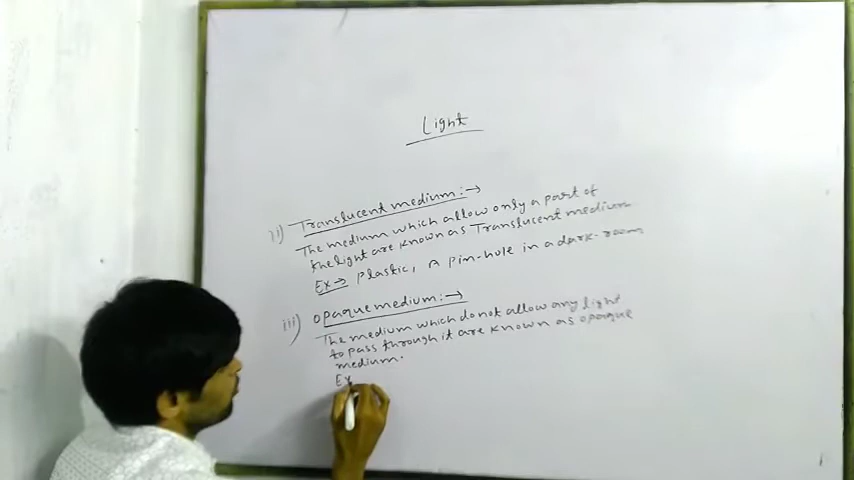 Light
ii) Translucent medium:→
The medium which allow only a part of
the light are known as Translucent medium
Ex→ plastic, A pin-hole in a dark-room
iii) opaque medium:→
The medium which do not allow any light
to pass through it are known as opaque
medium.
Ex